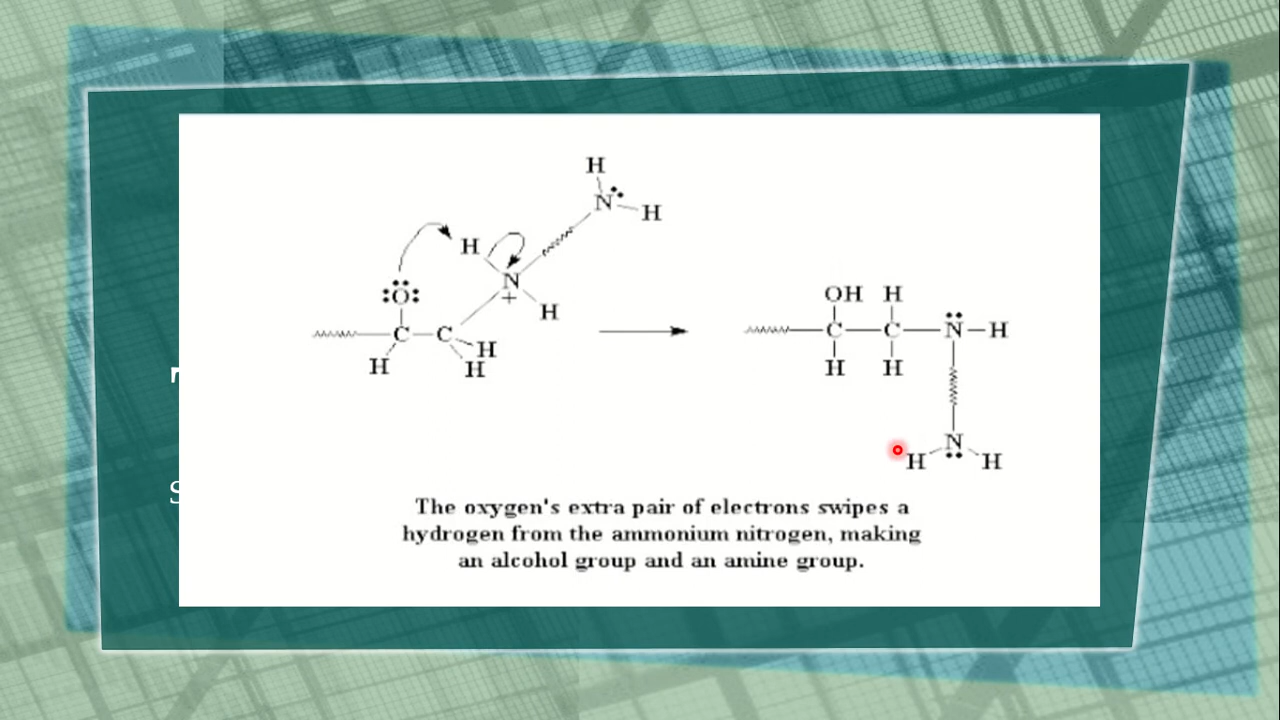 H
N
H
H
O
N
+
H
C
C
H
H
H
OH H
C C N H
H H
N
H H
The oxygen's extra pair of electrons swipes a
hydrogen from the ammonium nitrogen, making
an alcohol group and an amine group.